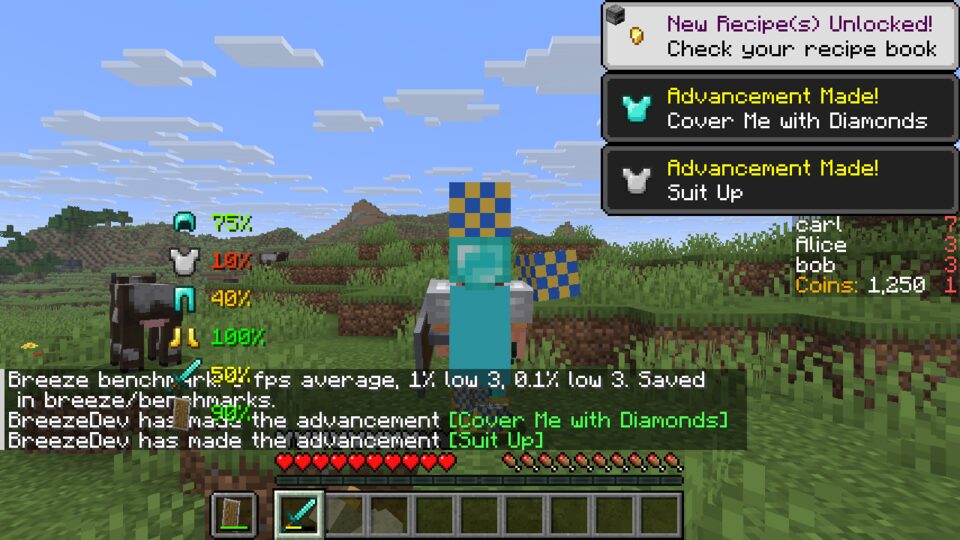 New Recipe(s) Unlocked!
Check your recipe book
Advancement Made!
Cover Me with Diamonds
Advancement Made!
Suit Up
carl 7
Alice 3
bob 3
Coins: 1,250 1
75%
10%
40%
100%
50%
90%
Breeze benchmark: fps average, 1% low 3, 0.1% low 3. Saved
in breeze/benchmarks.
BreezeDev has made the advancement [Cover Me with Diamonds]
BreezeDev has made the advancement [Suit Up]